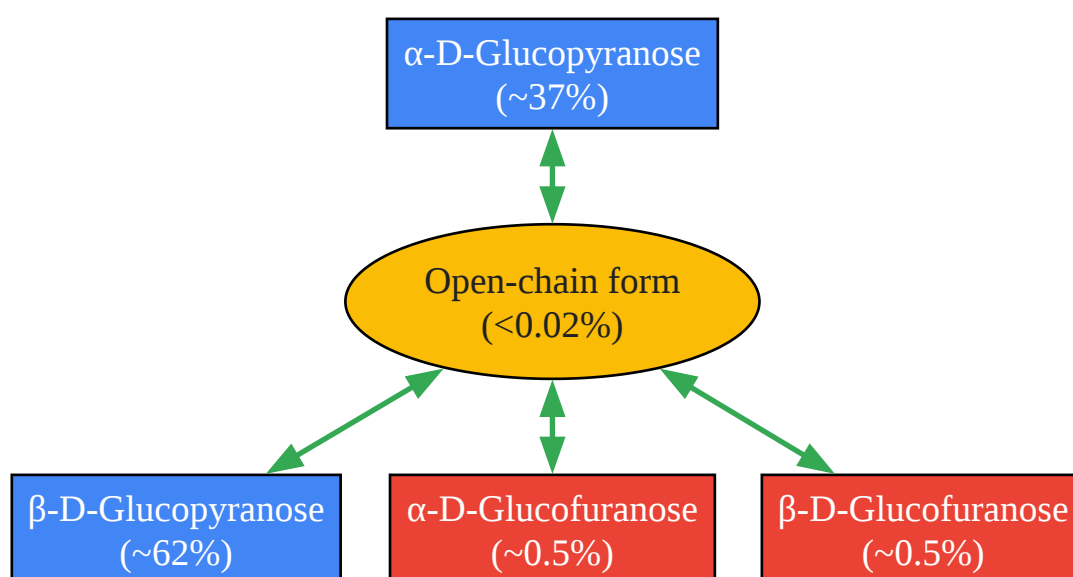 α-D-Glucopyranose
(~37%)
Open-chain form
(<0.02%)
β-D-Glucopyranose
(~62%)
α-D-Glucofuranose
(~0.5%)
β-D-Glucofuranose
(~0.5%)